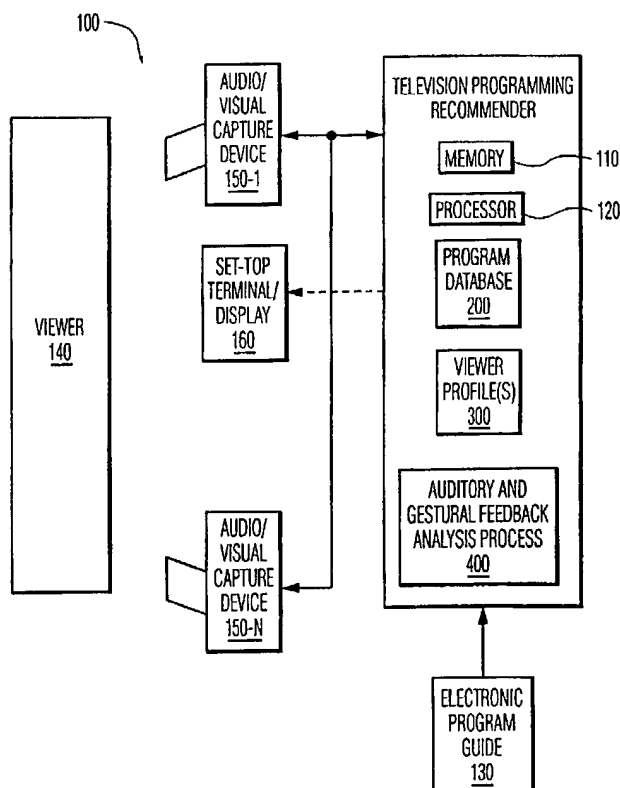 100
AUDIO/
VISUAL
CAPTURE
DEVICE
150-1
TELEVISION PROGRAMMING
RECOMMENDER
MEMORY
110
PROCESSOR
120
PROGRAM
DATABASE
200
SET-TOP
TERMINAL/
DISPLAY
160
VIEWER
140
VIEWER
PROFILE(S)
300
AUDITORY AND
GESTURAL FEEDBACK
ANALYSIS PROCESS
400
AUDIO/
VISUAL
CAPTURE
DEVICE
150-N
ELECTRONIC
PROGRAM
GUIDE
130